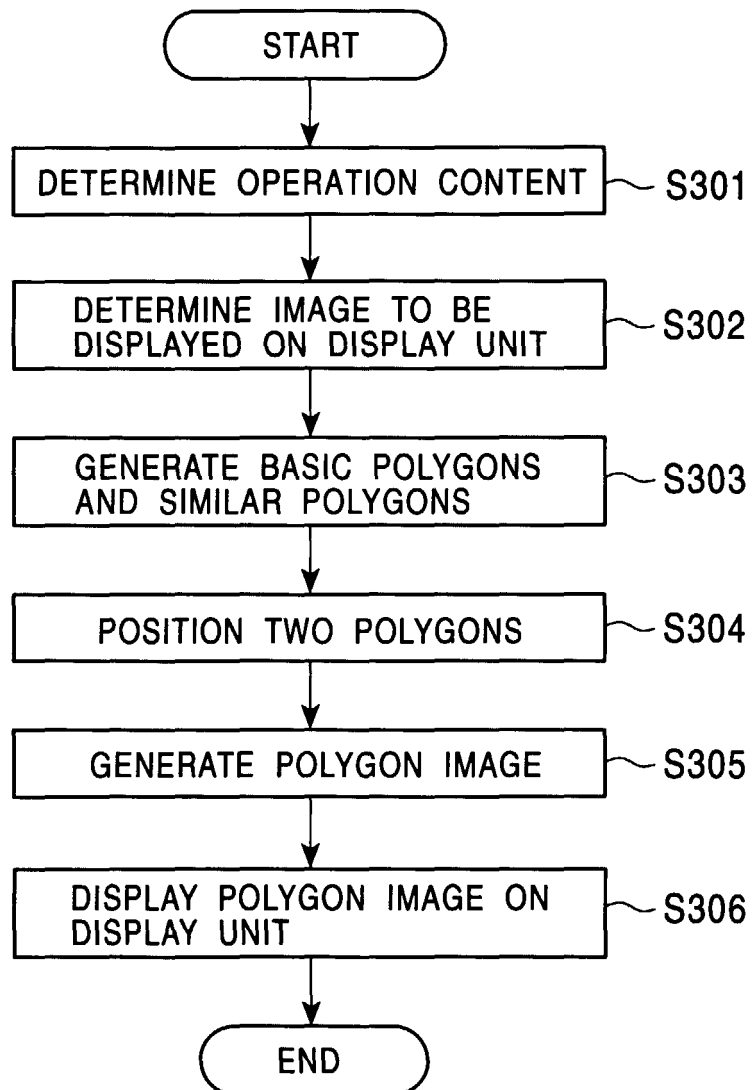 START
DETERMINE OPERATION CONTENT
S301
DETERMINE IMAGE TO BE
DISPLAYED ON DISPLAY UNIT
S302
GENERATE BASIC POLYGONS
AND SIMILAR POLYGONS
S303
POSITION TWO POLYGONS
S304
GENERATE POLYGON IMAGE
S305
DISPLAY POLYGON IMAGE ON
DISPLAY UNIT
S306
END